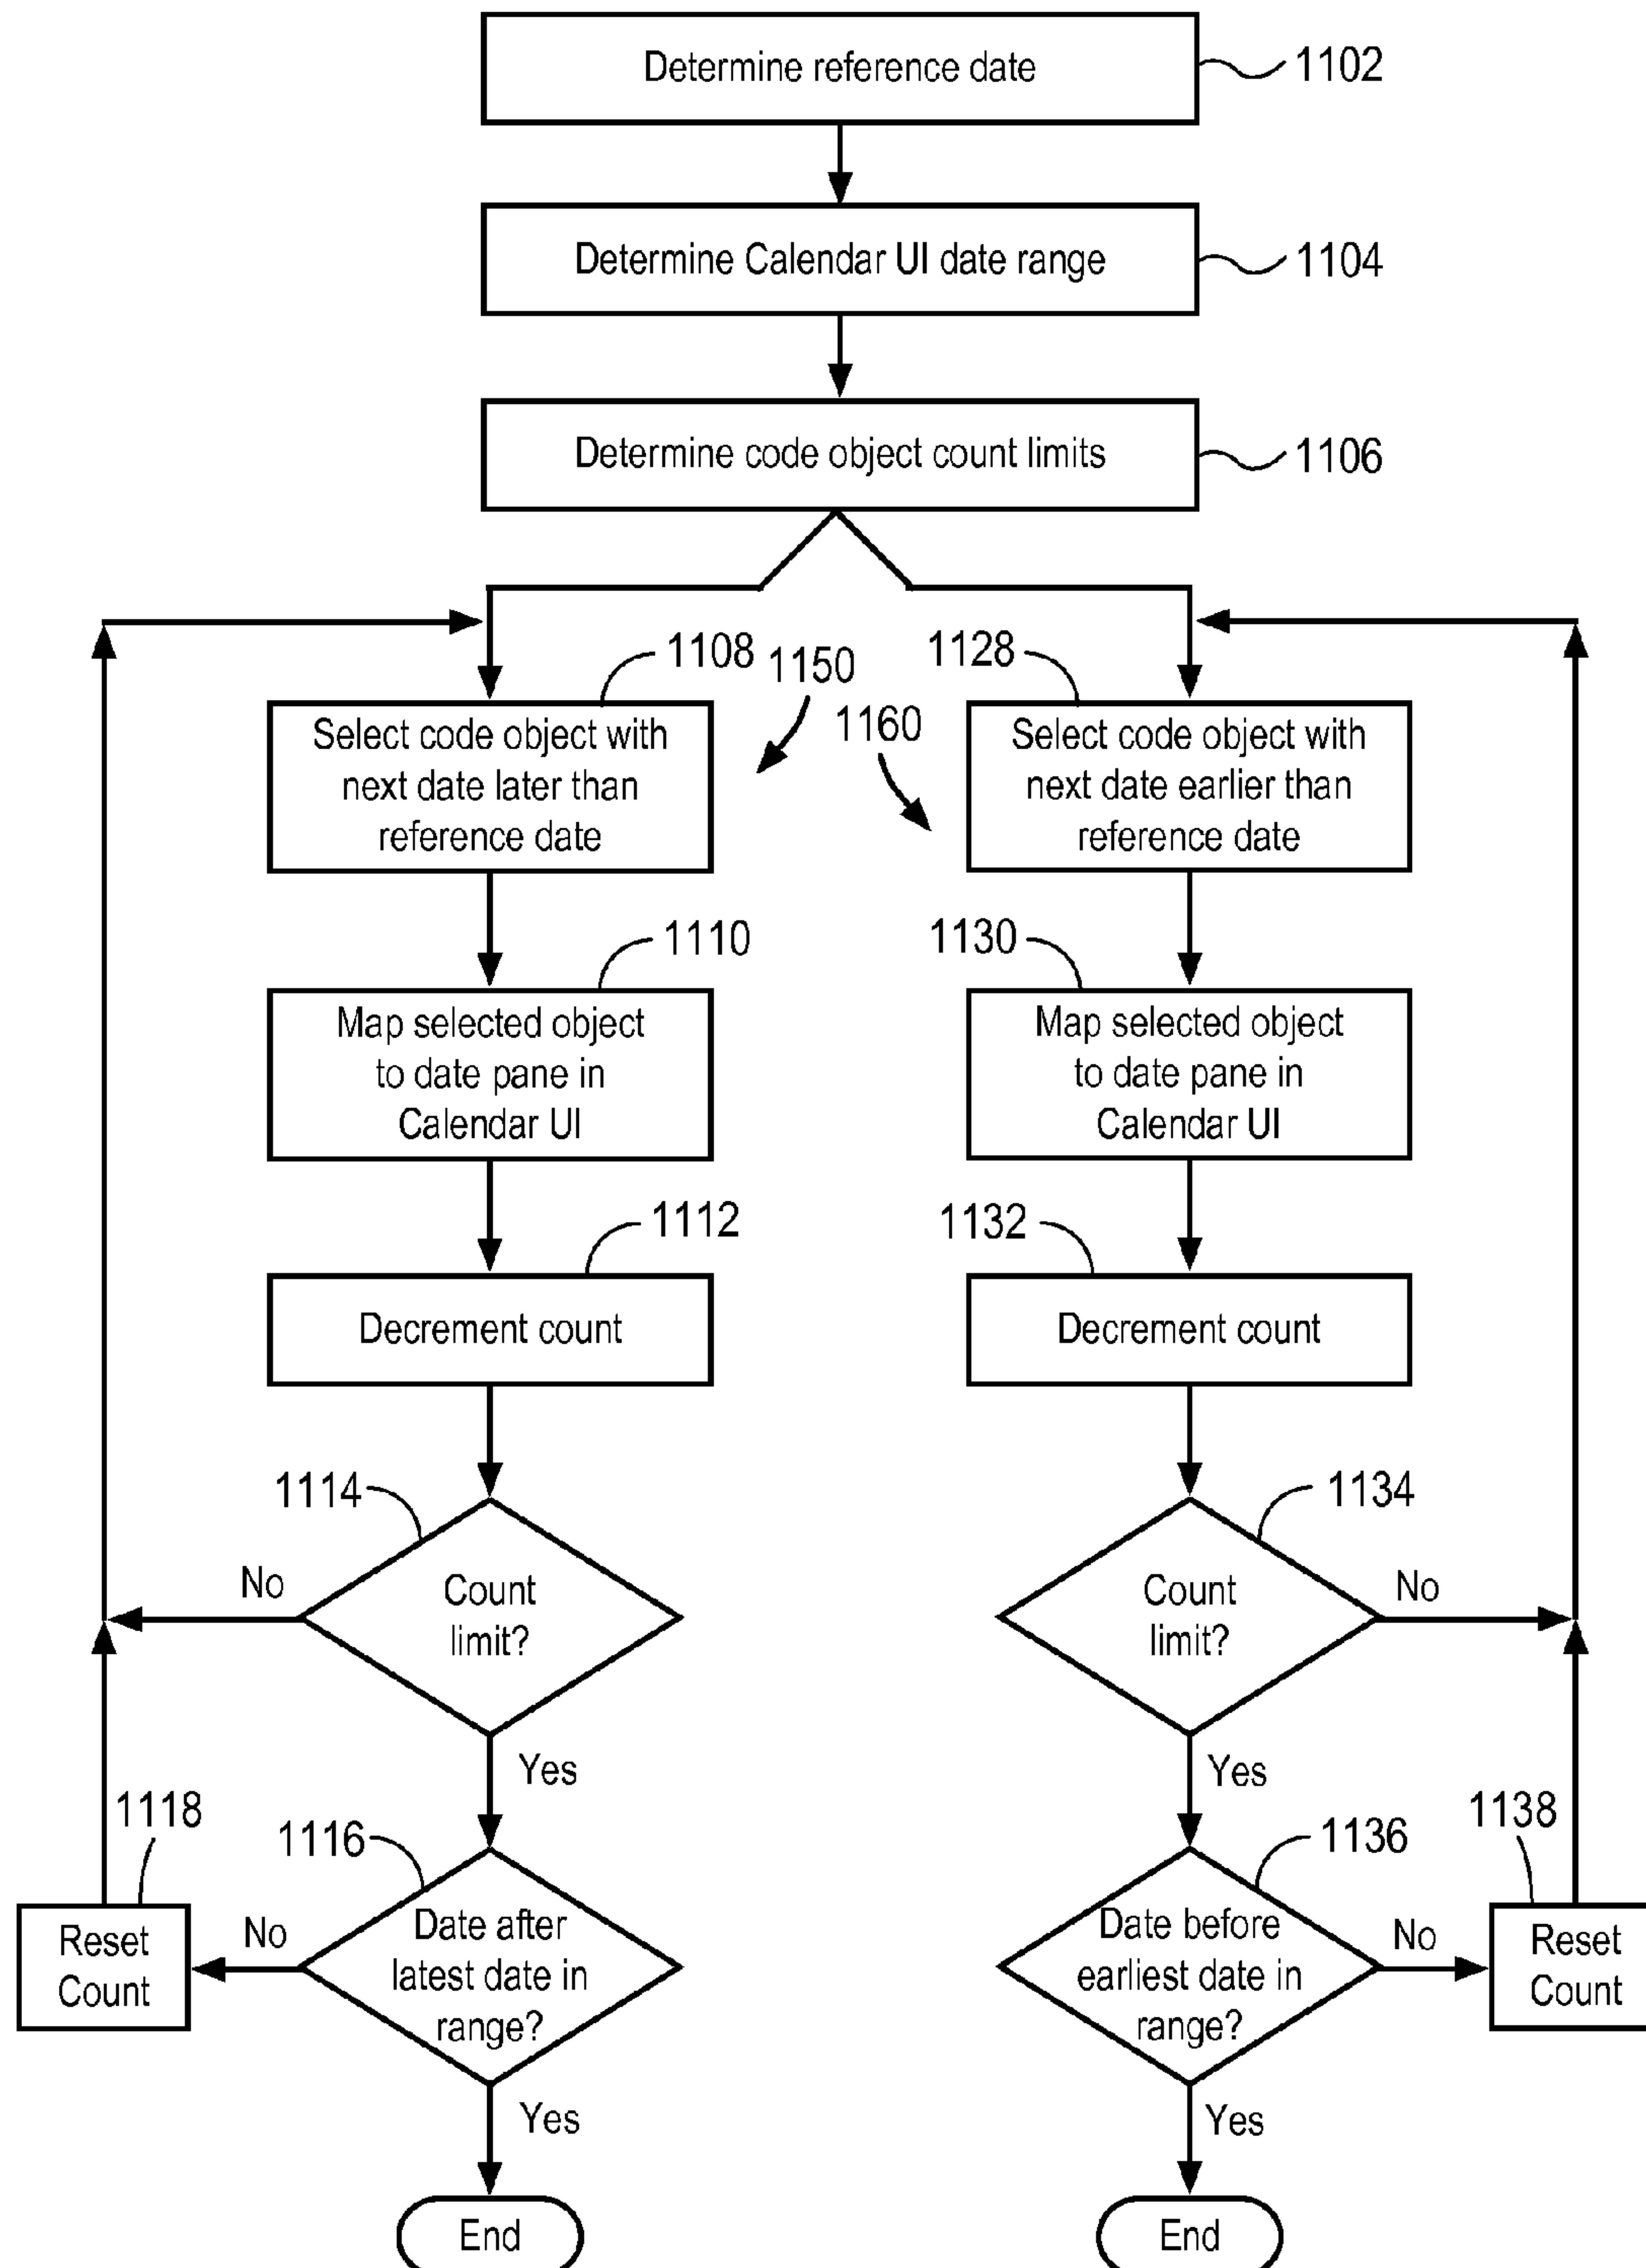 Determine reference date
1102
Determine Calendar UI date range
1104
Determine code object count limits
1106
1108
1150
1128
1160
Select code object with
next date later than
reference date
Select code object with
next date earlier than
reference date
1110
1130
Map selected object
to date pane in
Calendar UI
Map selected object
to date pane in
Calendar UI
1112
1132
Decrement count
Decrement count
1114
1134
No
Count
limit?
Count
limit?
No
Yes
Yes
1118
1116
1136
1138
Reset
Count
No
Date after
latest date in
range?
Date before
earliest date in
range?
No
Reset
Count
Yes
Yes
End
End